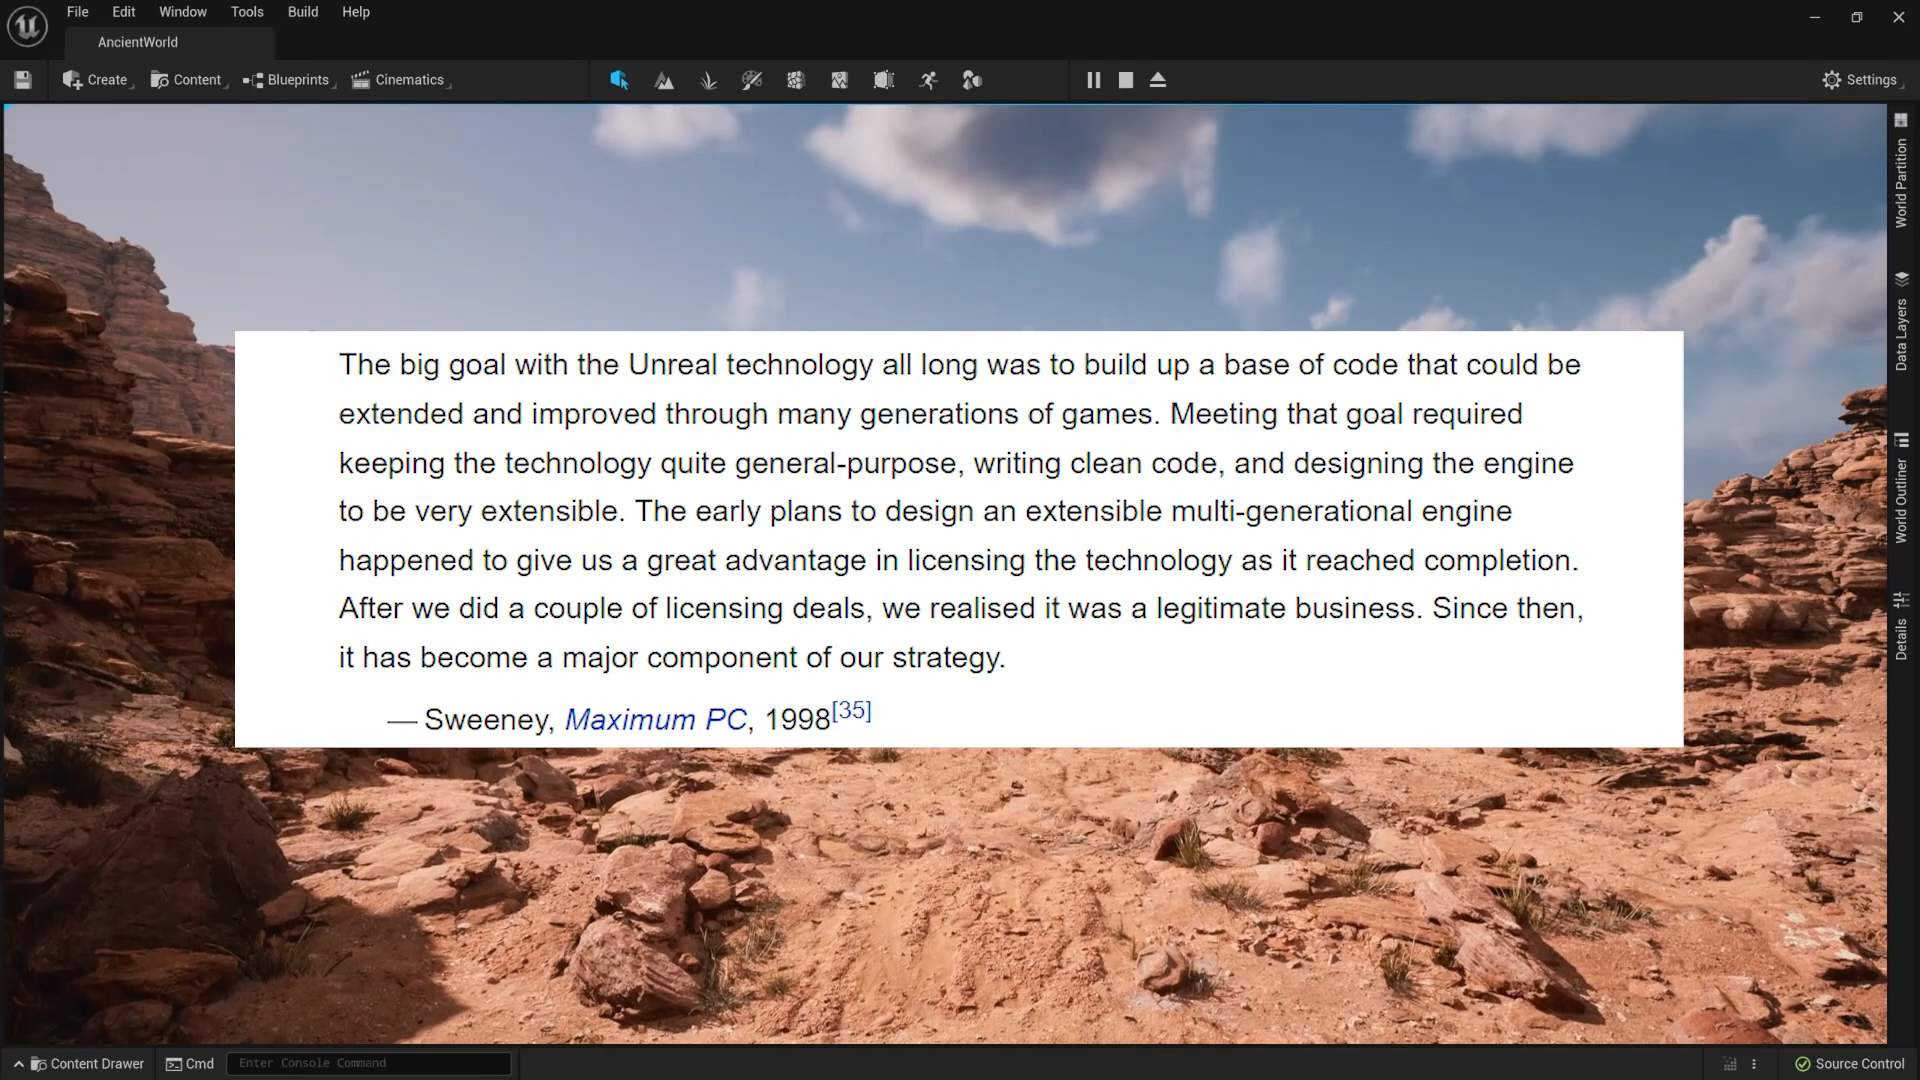 File Edit Window Tools Build Help
AncientWorld
Create Content Blueprints Cinematics Settings
World Partition
Data Layers
World Outliner
Details
The big goal with the Unreal technology all long was to build up a base of code that could be
extended and improved through many generations of games. Meeting that goal required
keeping the technology quite general-purpose, writing clean code, and designing the engine
to be very extensible. The early plans to design an extensible multi-generational engine
happened to give us a great advantage in licensing the technology as it reached completion.
After we did a couple of licensing deals, we realised it was a legitimate business. Since then,
it has become a major component of our strategy.
— Sweeney, Maximum PC, 1998[35]
Content Drawer Cmd Enter Console Command Source Control